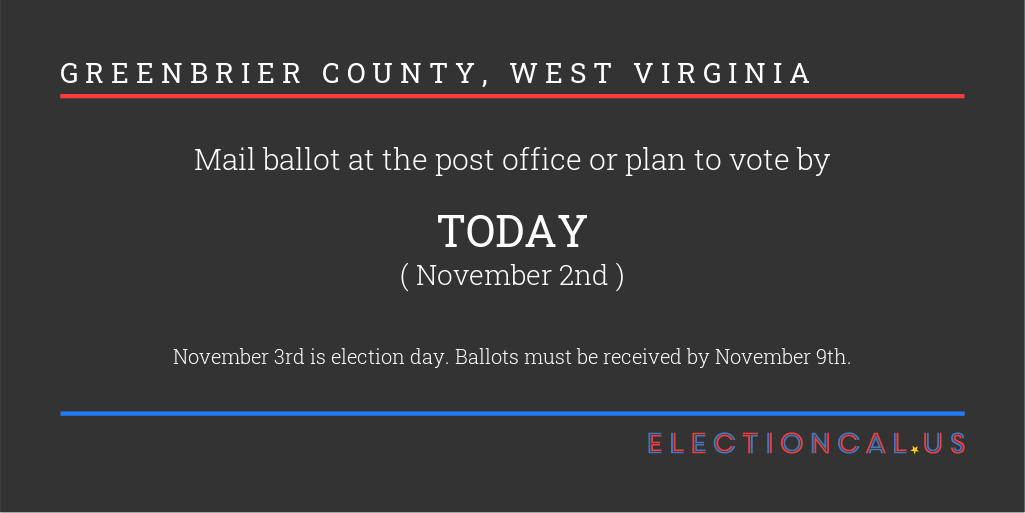 GREENBRIER COUNTY, WEST VIRGINIA
Mail ballot at the post office or plan to vote by
TODAY
( November 2nd )
November 3rd is election day. Ballots must be received by November 9th.
ELECTIONCAL.US